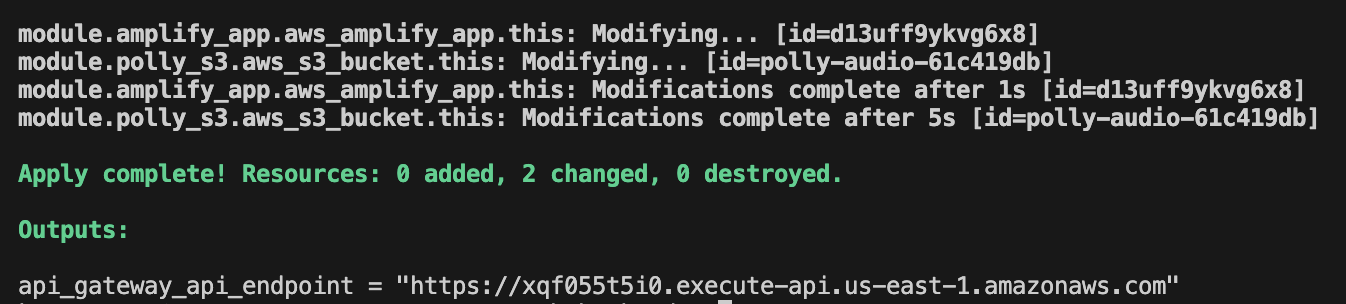 module.amplify_app.aws_amplify_app.this: Modifying... [id=d13uff9ykvg6x8]
module.polly_s3.aws_s3_bucket.this: Modifying... [id=polly-audio-61c419db]
module.amplify_app.aws_amplify_app.this: Modifications complete after 1s [id=d13uff9ykvg6x8]
module.polly_s3.aws_s3_bucket.this: Modifications complete after 5s [id=polly-audio-61c419db]
Apply complete! Resources: 0 added, 2 changed, 0 destroyed.
Outputs:
api_gateway_api_endpoint = "https://xqf055t5i0.execute-api.us-east-1.amazonaws.com"